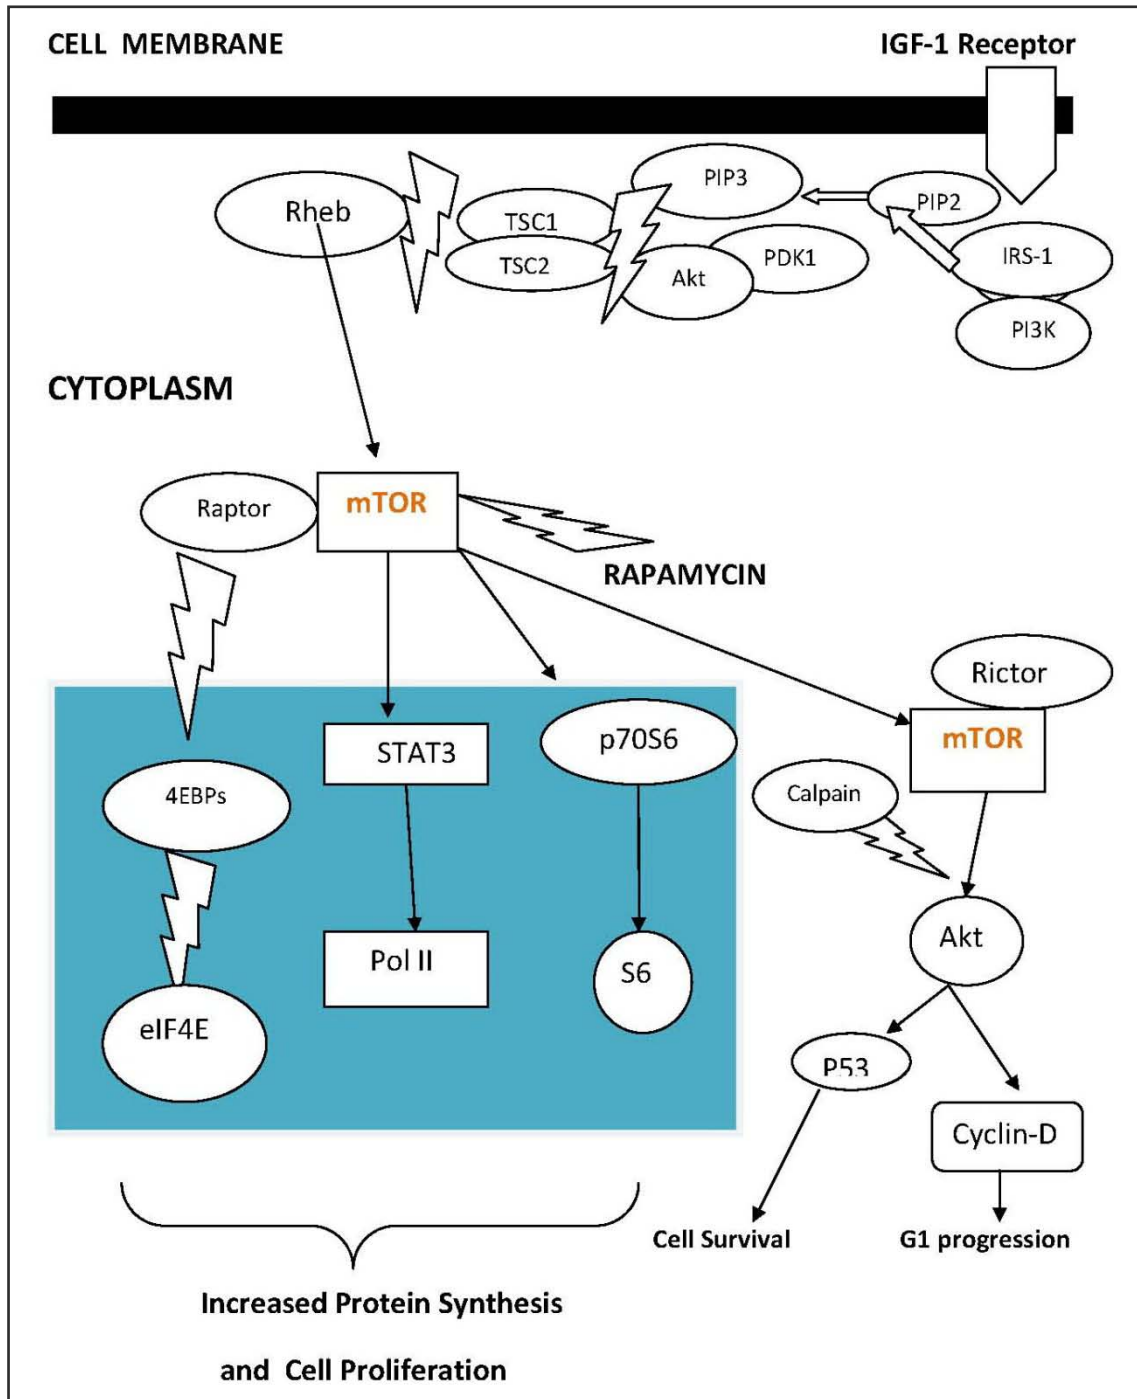 CELL MEMBRANE
IGF-1 Receptor
PIP3
PIP2
Rheb
TSC1
TSC2
Akt
PDK1
IRS-1
PI3K
CYTOPLASM
Raptor
mTOR
RAPAMYCIN
Rictor
mTOR
STAT3
p70S6
4EBPs
Calpain
Akt
Pol II
S6
eIF4E
P53
Cyclin-D
Cell Survival
G1 progression
Increased Protein Synthesis
and Cell Proliferation